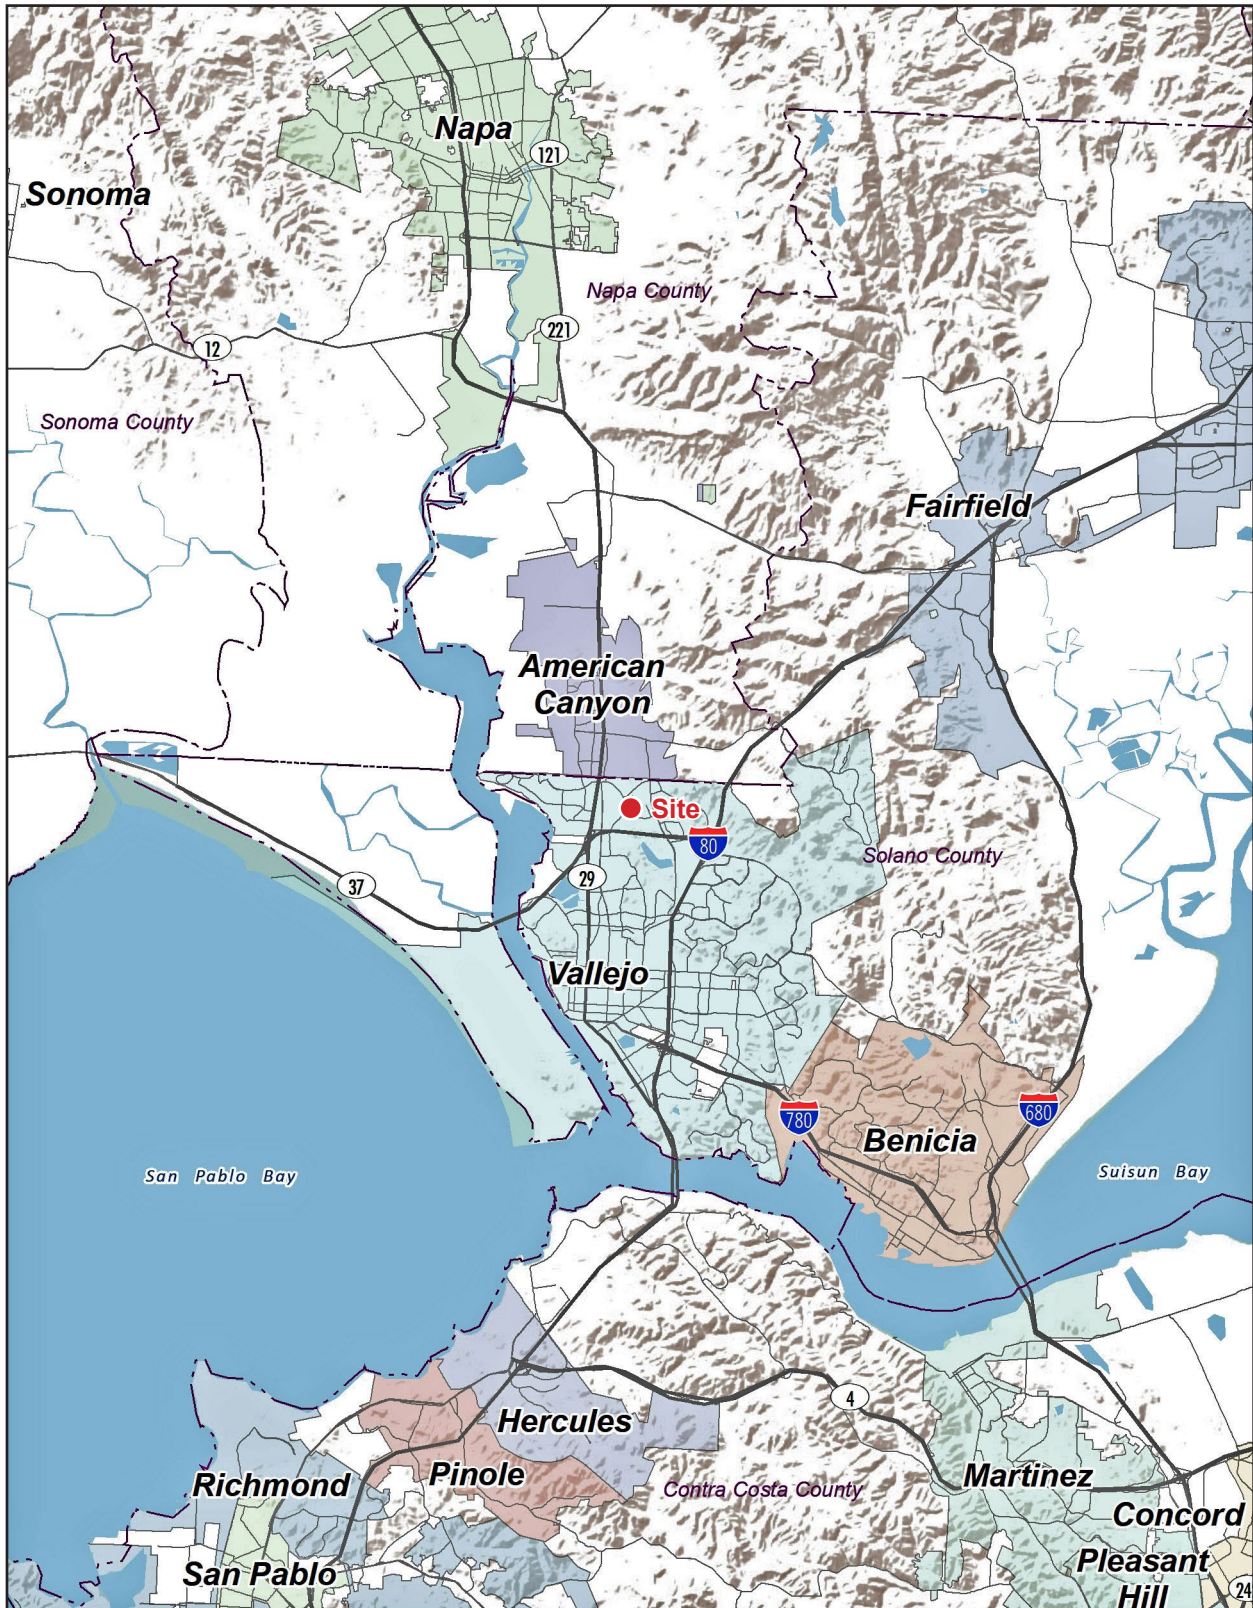 Napa
121
Sonoma
Napa County
221
12
Sonoma County
Fairfield
American
Canyon
Site
80
Solano County
29
37
Vallejo
780
680
Benicia
San Pablo Bay
Suisun Bay
4
Hercules
Pinole
Martinez
Richmond
Contra Costa County
Concord
San Pablo
Pleasant
Hill
24